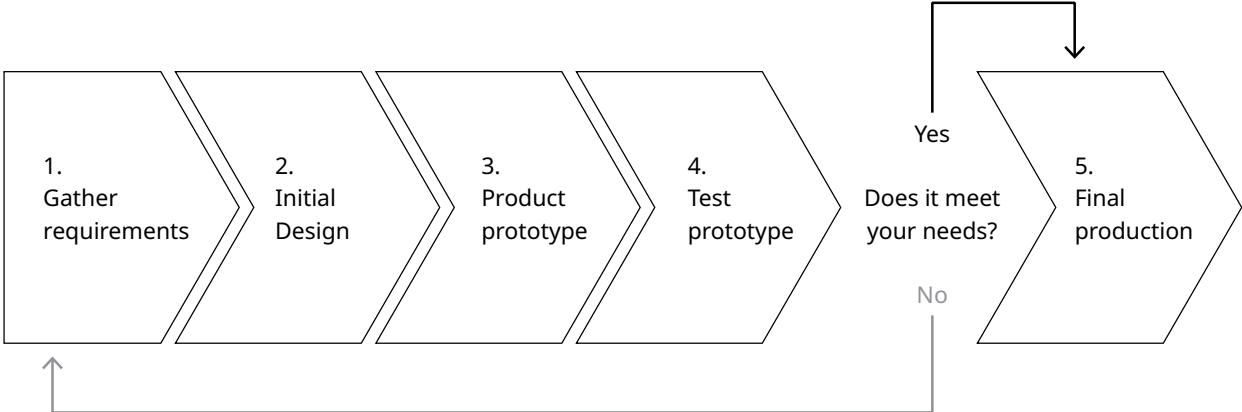 1.
Gather
requirements
2.
Initial
Design
3.
Product
prototype
4.
Test
prototype
Yes
Does it meet
your needs?
No
5.
Final
production